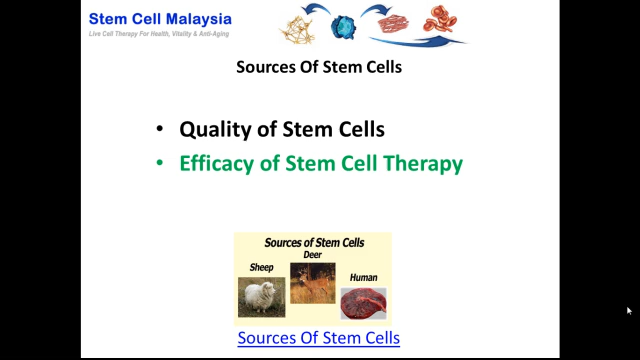 Stem Cell Malaysia
Live Cell Therapy For Health, Vitality & Anti-Aging
Sources Of Stem Cells
• Quality of Stem Cells
• Efficacy of Stem Cell Therapy
Sources of Stem Cells
Deer
Sheep
Human
Sources Of Stem Cells